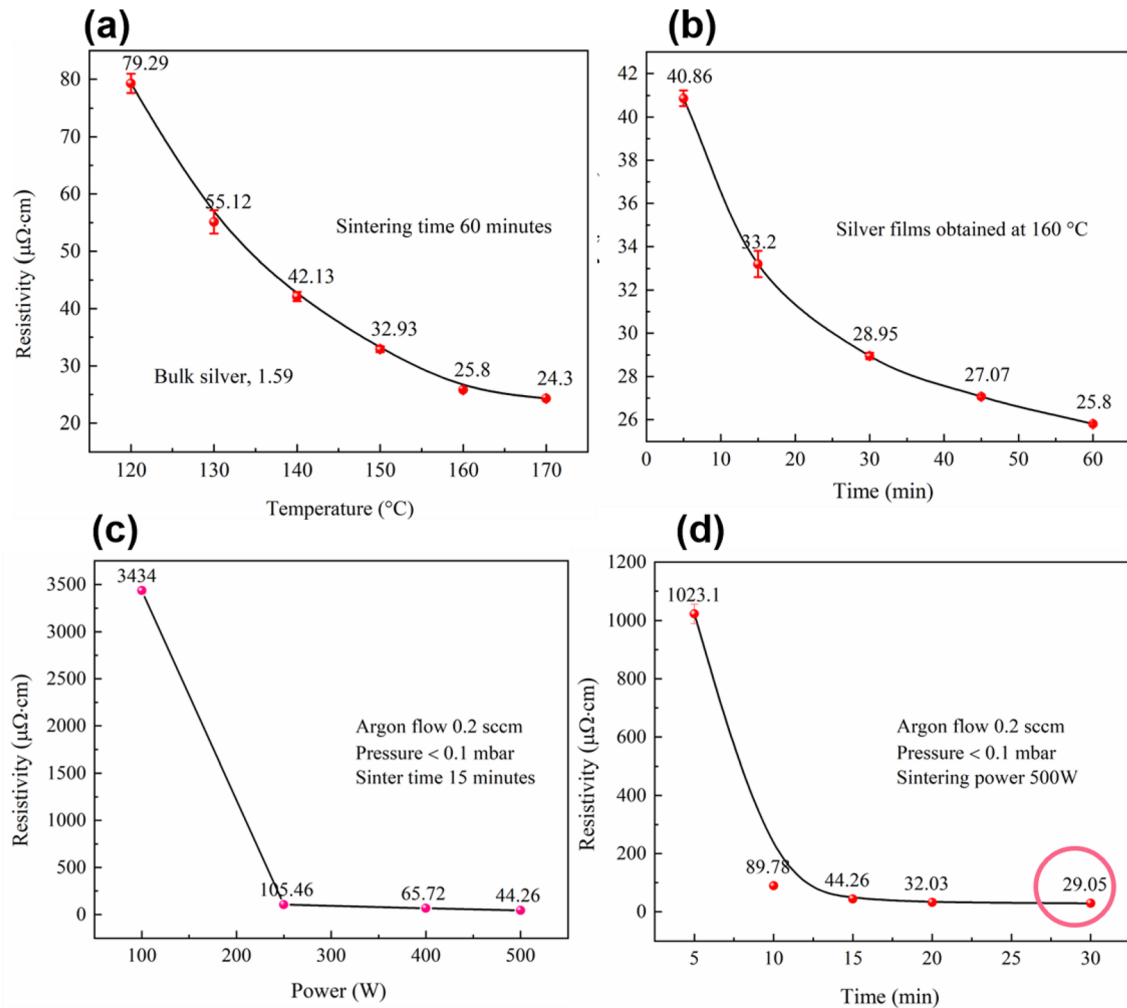 (a)
79.29
55.12
42.13
32.93
25.8
24.3
Sintering time 60 minutes
Bulk silver, 1.59
80
70
60
50
40
30
20
Resistivity (μΩ·cm)
120 130 140 150 160 170
Temperature (°C)
(b)
40.86
33.2
28.95
27.07
25.8
Silver films obtained at 160 °C
42
40
38
36
34
32
30
28
26
0 10 20 30 40 50 60
Time (min)
(c)
3434
105.46
65.72
44.26
Argon flow 0.2 sccm
Pressure < 0.1 mbar
Sinter time 15 minutes
3500
3000
2500
2000
1500
1000
500
0
Resistivity (μΩ·cm)
100 200 300 400 500
Power (W)
(d)
1023.1
89.78
44.26
32.03
29.05
Argon flow 0.2 sccm
Pressure < 0.1 mbar
Sintering power 500W
1200
1000
800
600
400
200
0
Resistivity (μΩ·cm)
5 10 15 20 25 30
Time (min)